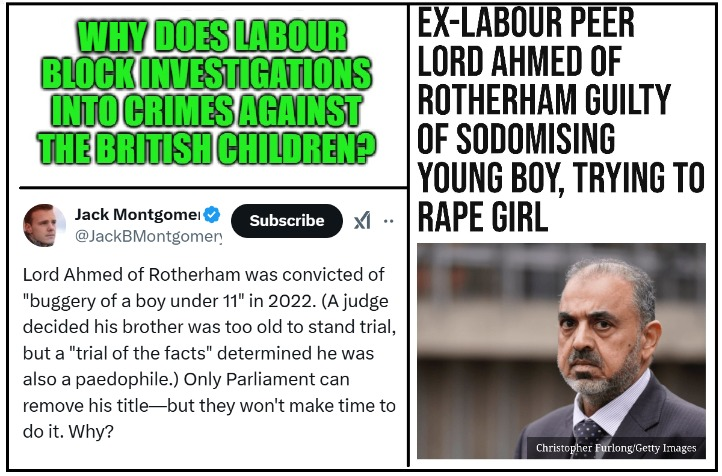 WHY DOES LABOUR
BLOCK INVESTIGATIONS
INTO CRIMES AGAINST
THE BRITISH CHILDREN?
Jack Montgomer
@JackBMontgomery
Subscribe
Lord Ahmed of Rotherham was convicted of
"buggery of a boy under 11" in 2022. (A judge
decided his brother was too old to stand trial,
but a "trial of the facts" determined he was
also a paedophile.) Only Parliament can
remove his title—but they won't make time to
do it. Why?
EX-LABOUR PEER
LORD AHMED OF
ROTHERHAM GUILTY
OF SODOMISING
YOUNG BOY, TRYING TO
RAPE GIRL
Christopher Furlong/Getty Images